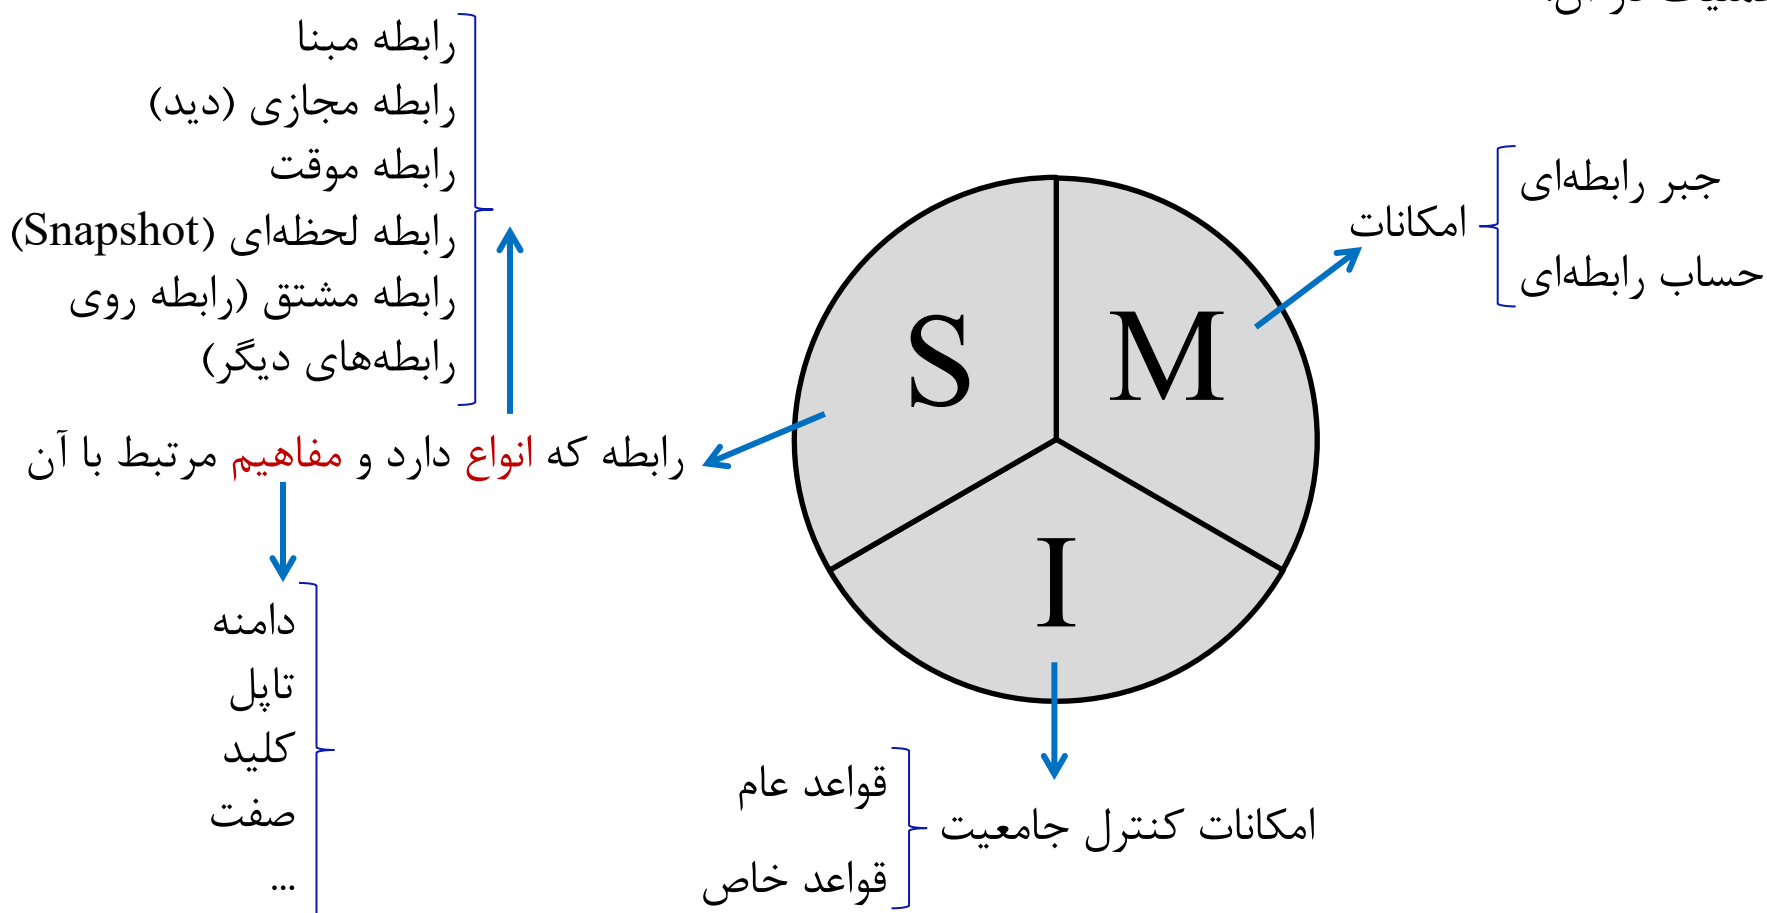 در آن.
رابطه مبنا
رابطه مجازی (دید)
رابطه موقت
رابطه لحظه‌ای (Snapshot)
رابطه مشتق (رابطه روی
رابطه‌های دیگر)
جبر رابطه‌ای
امکانات
حساب رابطه‌ای
S
M
I
رابطه که انواع دارد و مفاهیم مرتبط با آن
دامنه
تاپل
کلید
صفت
...
قواعد عام
امکانات کنترل جامعیت
قواعد خاص